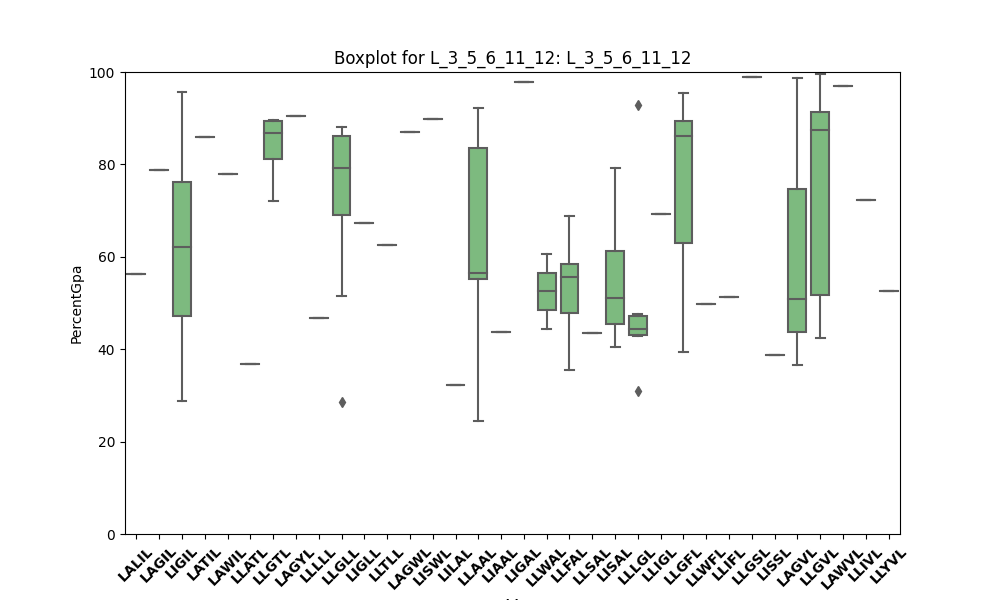 Boxplot for L_3_5_6_11_12: L_3_5_6_11_12
100
80
60
40
20
0
PercentGpa
LALIL LAGIL LIGIL LATIL LAWIL LLATL LLGTL LAGYL LLLLL LLGLL LIGLL LLTLL LAGWL LISWL LILAL LLAAL LIAAL LIGAL LLWAL LLFAL LLSAL LISAL LLLGL LLIGL LLGFL LLWFL LLIFL LLGSL LISSL LAGVL LLGVL LAWVL LLIVL LLYVL